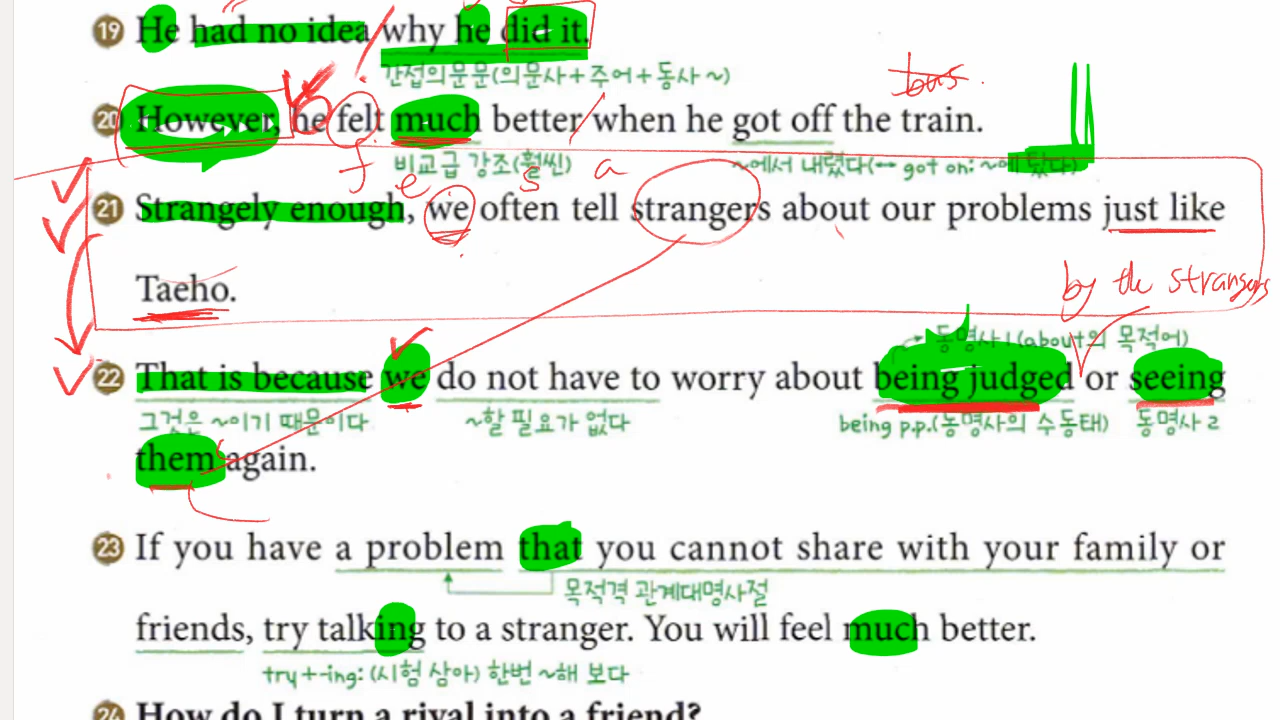 19 He had no idea why he did it.
간접의문문(의문사+주어+동사~)
bus
20 However, he felt much better when he got off the train.
비교급 강조(훨씬) ~에서 내렸다(↔ got on: ~에 탔다)
f e s a
21 Strangely enough, we often tell strangers about our problems just like
Taeho.
by the strangers
동명사1(about의 목적어)
22 That is because we do not have to worry about being judged or seeing
그것은 ~이기 때문이다 ~할 필요가 없다 being p.p.(동명사의 수동태) 동명사2
them again.
23 If you have a problem that you cannot share with your family or
목적격 관계대명사절
friends, try talking to a stranger. You will feel much better.
try+-ing: (시험 삼아) 한번 ~해 보다
24 How do I turn a rival into a friend?